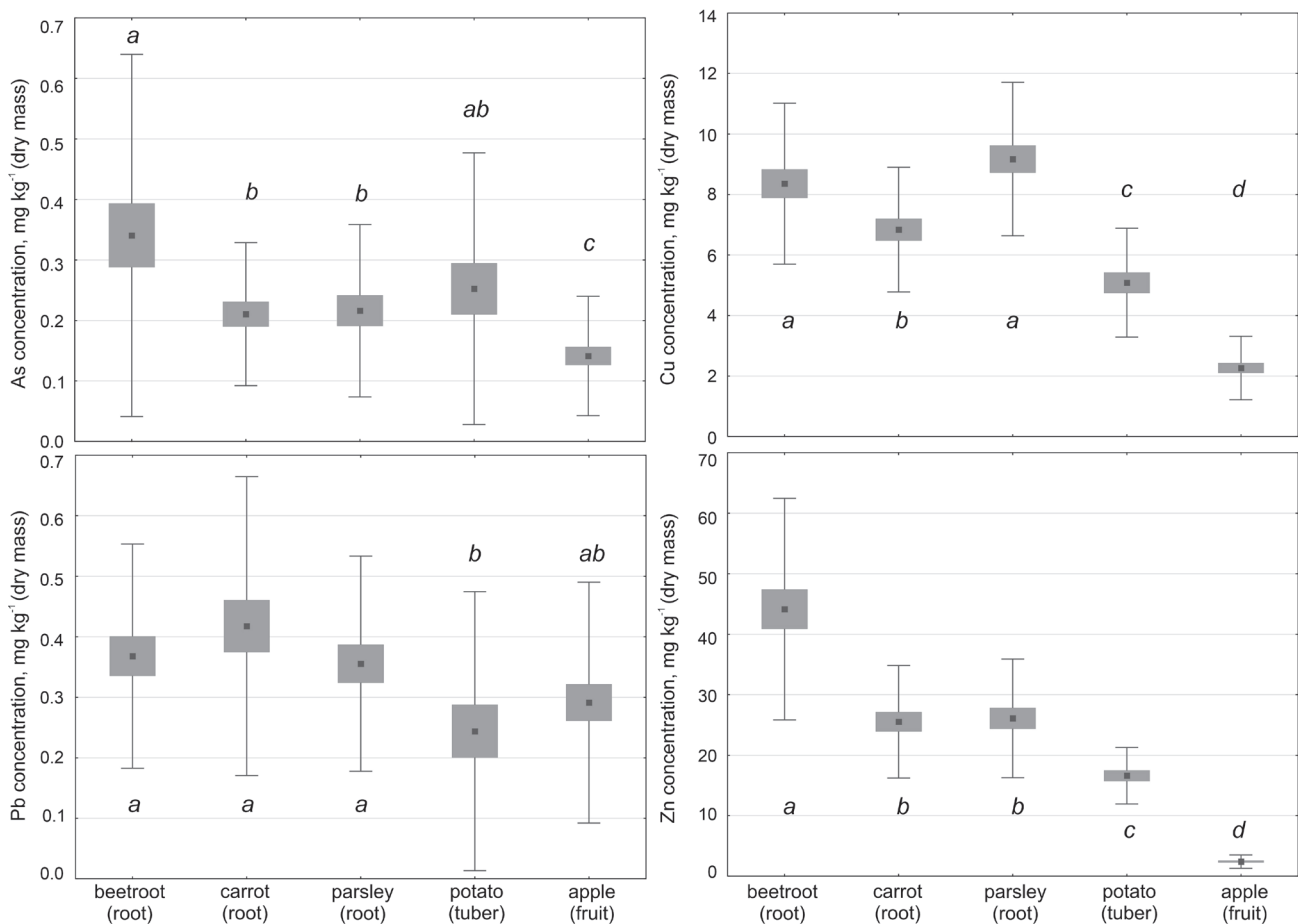 As concentration, mg kg⁻¹ (dry mass)
0.7
0.6
0.5
0.4
0.3
0.2
0.1
0.0
a
b
b
ab
c
Cu concentration, mg kg⁻¹ (dry mass)
14
12
10
8
6
4
2
0
a
b
a
c
d
Pb concentration, mg kg⁻¹ (dry mass)
0.7
0.6
0.5
0.4
0.3
0.2
0.1
0.0
a
a
a
b
ab
beetroot
(root)
carrot
(root)
parsley
(root)
potato
(tuber)
apple
(fruit)
Zn concentration, mg kg⁻¹ (dry mass)
70
60
50
40
30
20
10
0
a
b
b
c
d
beetroot
(root)
carrot
(root)
parsley
(root)
potato
(tuber)
apple
(fruit)